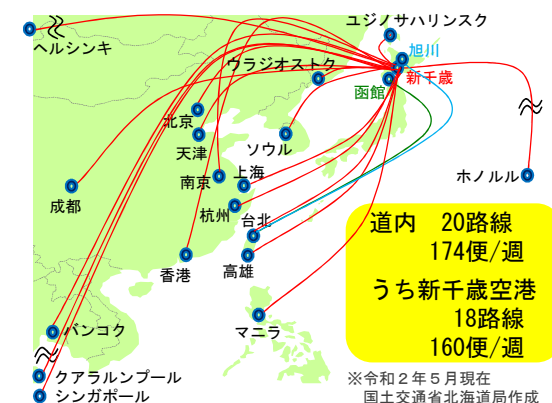 ユジノサハリンスク
ヘルシンキ
旭川
ウラジオストク
新千歳
函館
北京
天津
ソウル
南京
上海
ホノルル
成都
杭州
台北
香港
高雄
道内 20路線
174便/週
うち新千歳空港
18路線
160便/週
バンコク
マニラ
クアラルンプール
シンガポール
※令和２年５月現在
国土交通省北海道局作成